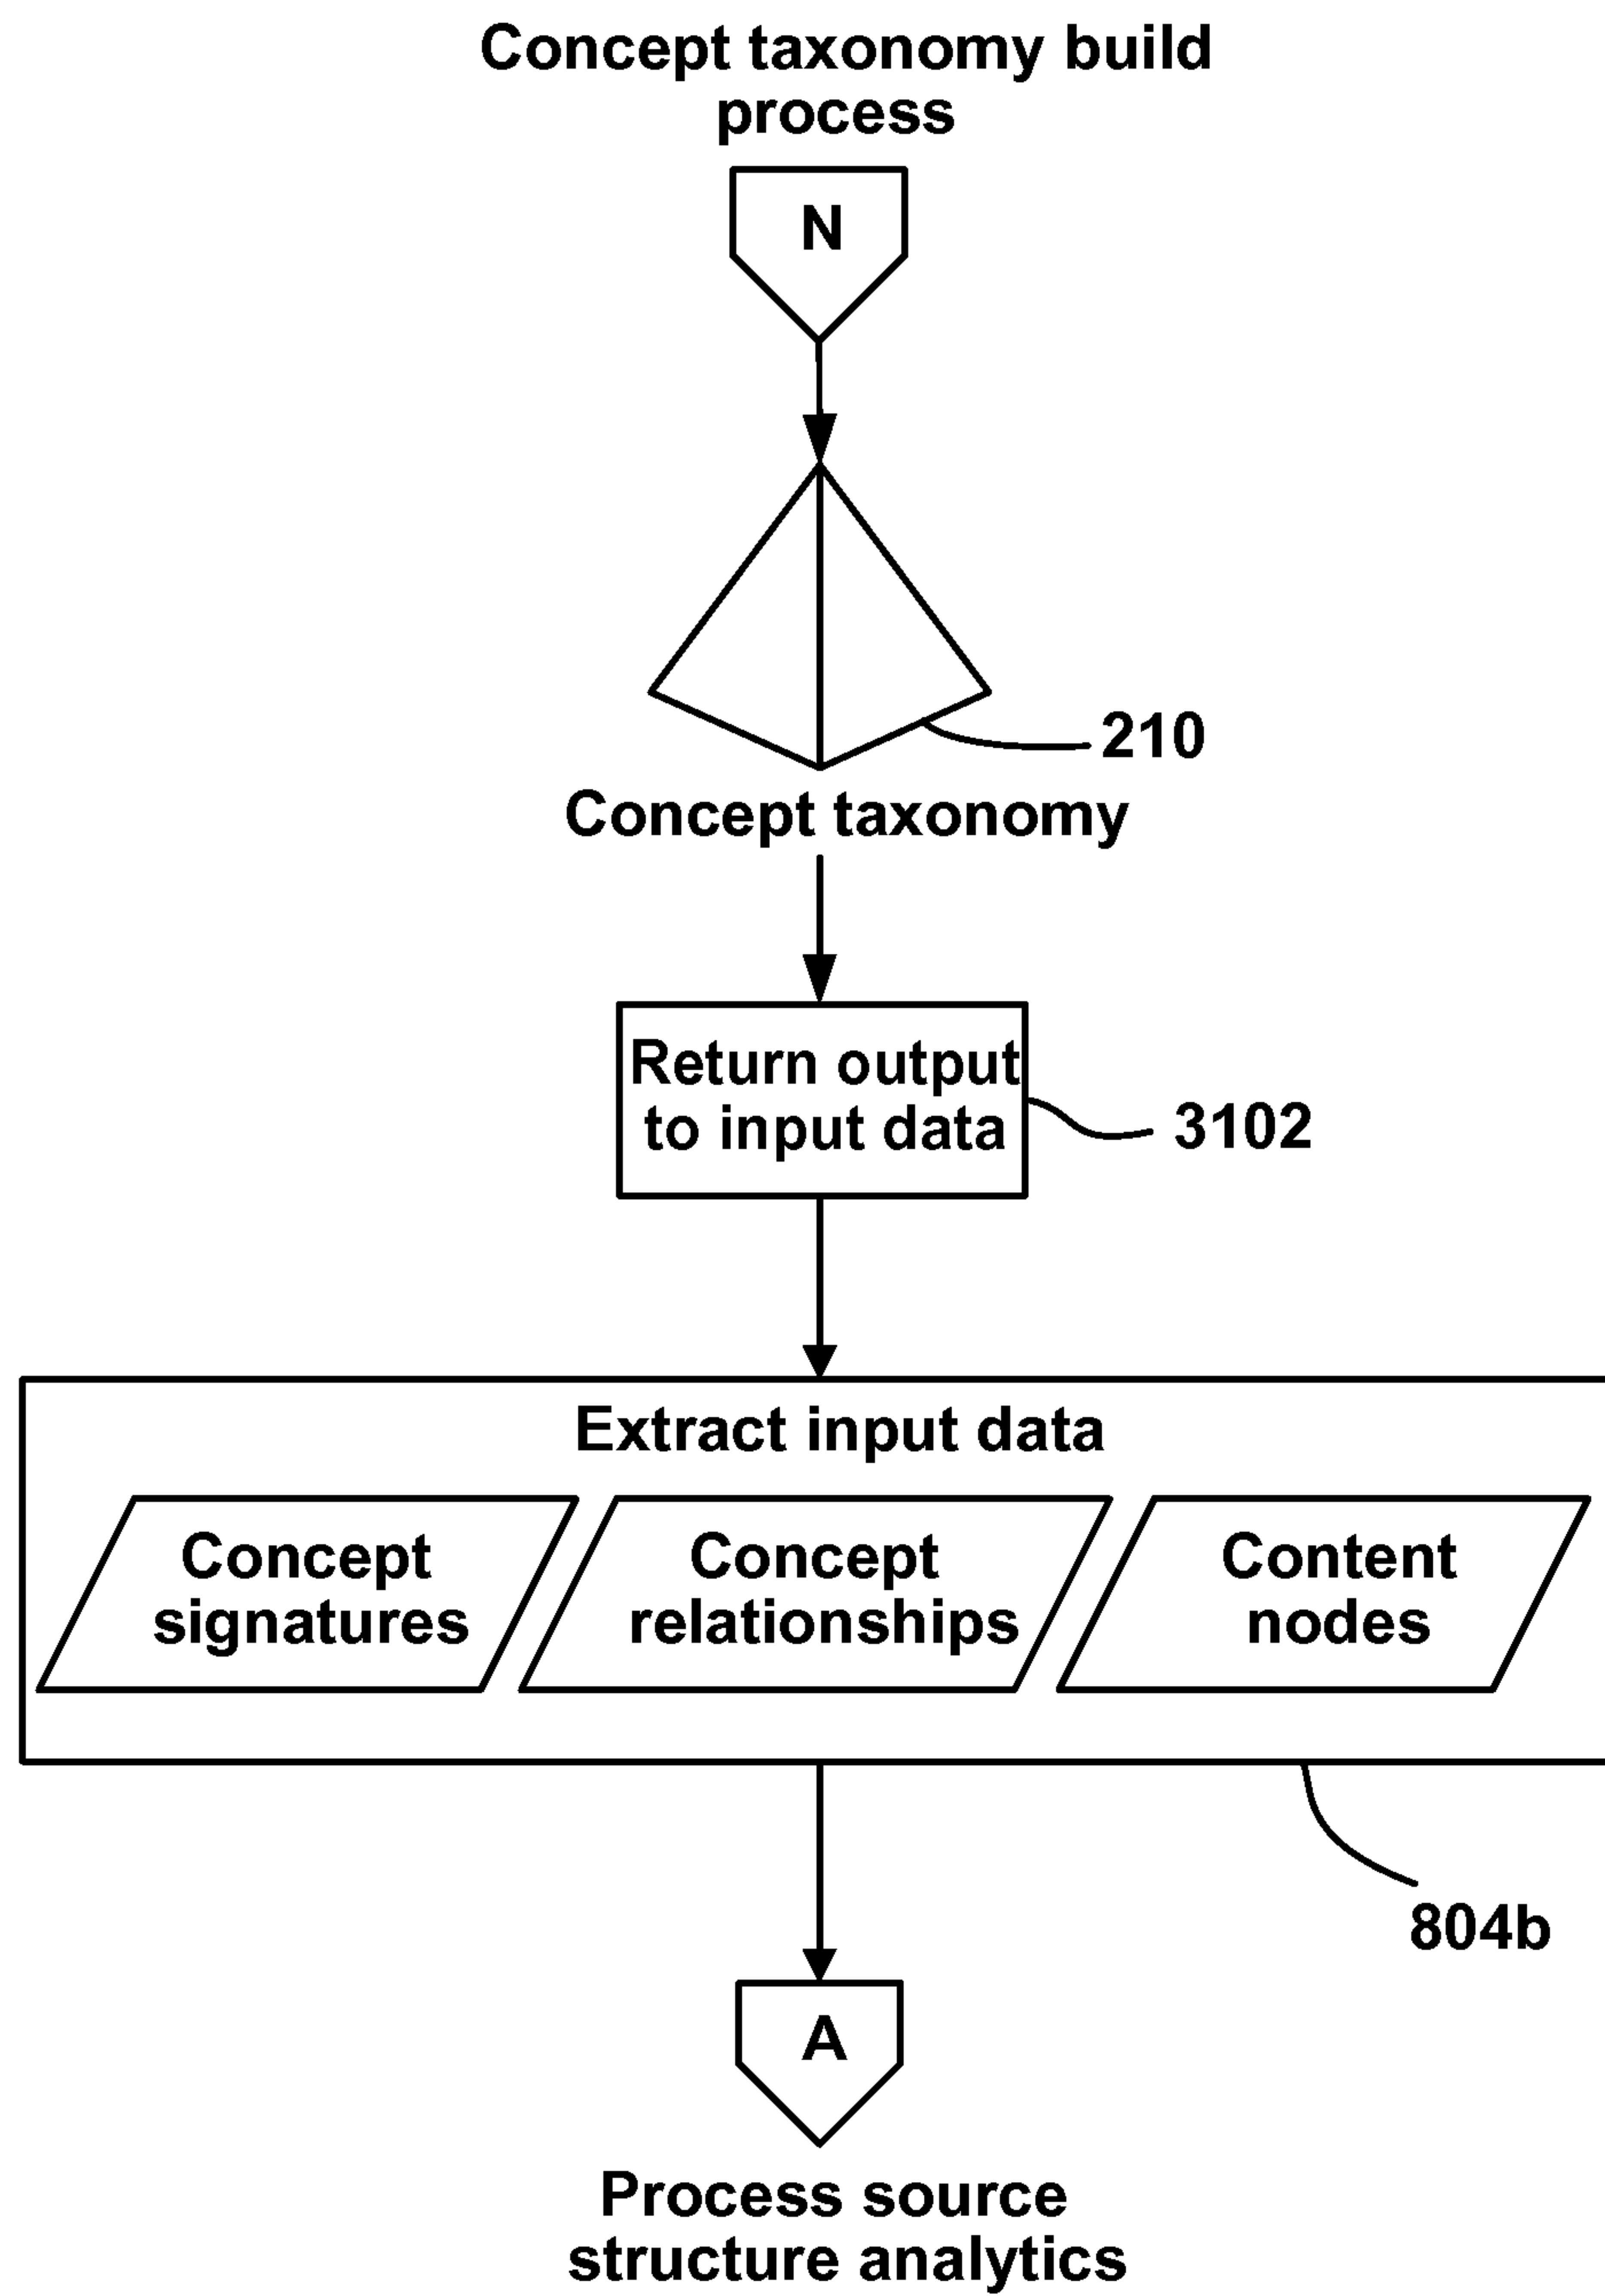 Concept taxonomy build
process
N
210
Concept taxonomy
Return output
to input data
3102
Extract input data
Concept
signatures
Concept
relationships
Content
nodes
804b
A
Process source
structure analytics